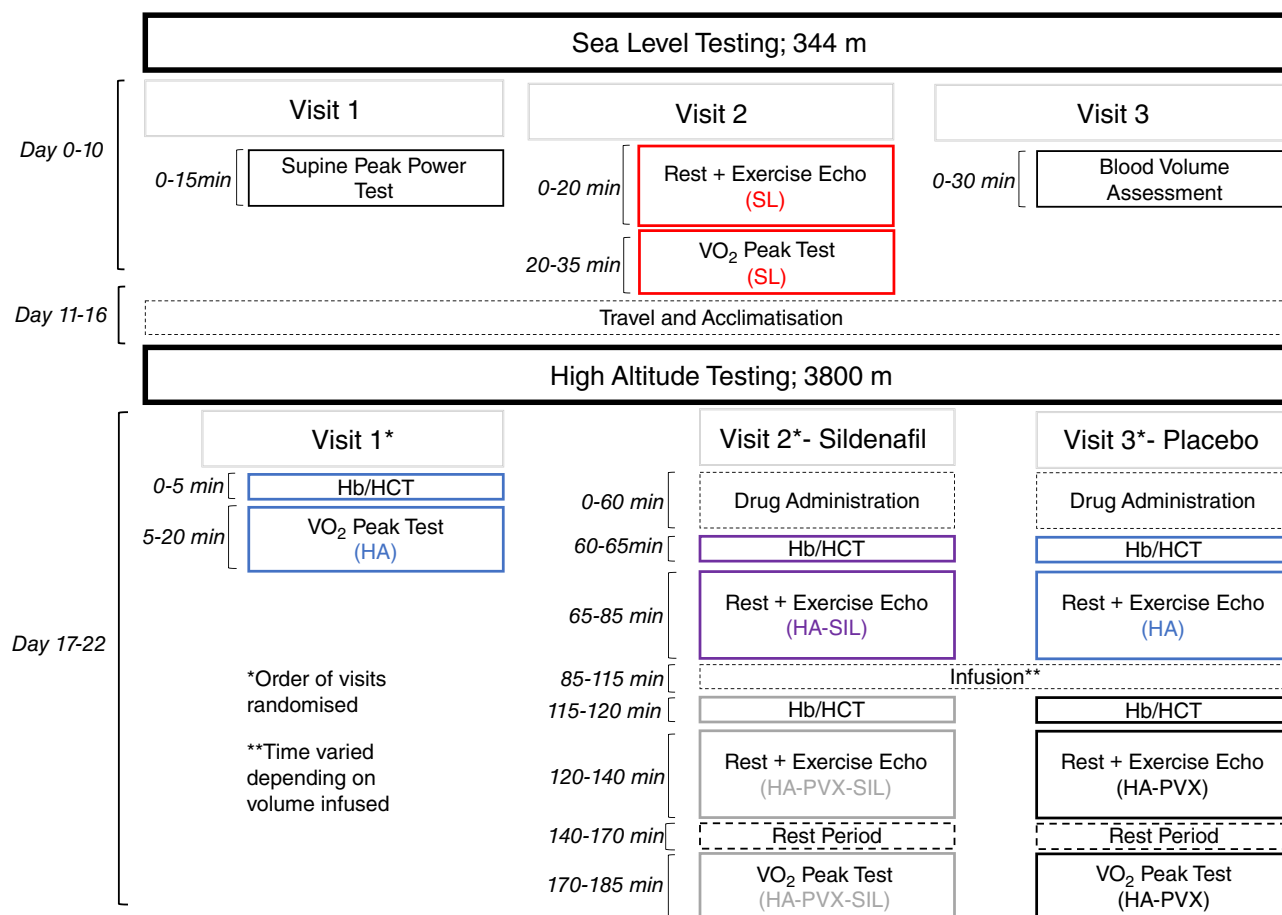 Sea Level Testing; 344 m
Day 0-10
Visit 1
0-15min
Supine Peak Power
Test
Visit 2
0-20 min
Rest + Exercise Echo
(SL)
20-35 min
VO₂ Peak Test
(SL)
Visit 3
0-30 min
Blood Volume
Assessment
Day 11-16
Travel and Acclimatisation
High Altitude Testing; 3800 m
Day 17-22
Visit 1*
0-5 min
Hb/HCT
5-20 min
VO₂ Peak Test
(HA)
*Order of visits
randomised
**Time varied
depending on
volume infused
Visit 2*- Sildenafil
Visit 3*- Placebo
0-60 min
Drug Administration
Drug Administration
60-65min
Hb/HCT
Hb/HCT
65-85 min
Rest + Exercise Echo
(HA-SIL)
Rest + Exercise Echo
(HA)
85-115 min
Infusion**
115-120 min
Hb/HCT
Hb/HCT
120-140 min
Rest + Exercise Echo
(HA-PVX-SIL)
Rest + Exercise Echo
(HA-PVX)
140-170 min
Rest Period
Rest Period
170-185 min
VO₂ Peak Test
(HA-PVX-SIL)
VO₂ Peak Test
(HA-PVX)